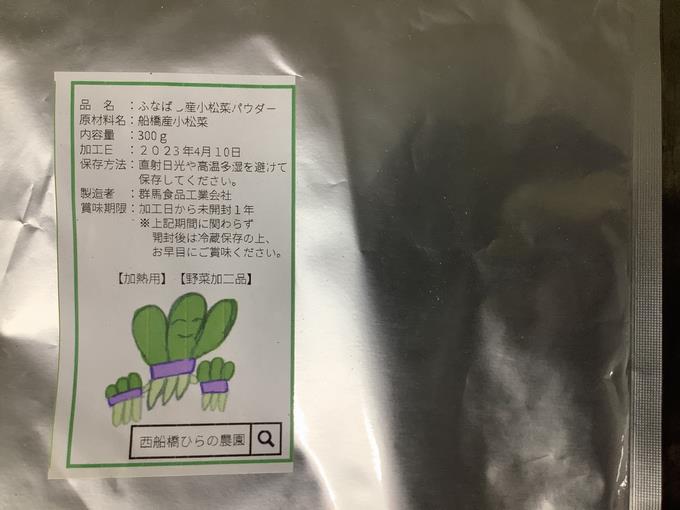 品　名　：ふなばし産小松菜パウダー
原材料名：船橋産小松菜
内容量　：300ｇ
加工日　：２０２３年4月１０日
保存方法：直射日光や高温多湿を避けて
保存してください。
製造者　：群馬食品工業会社
賞味期限：加工日から未開封１年
※上記期間に関わらず
開封後は冷蔵保存の上、
お早目にご賞味ください。
【加熱用】【野菜加工品】
西船橋ひらの農園